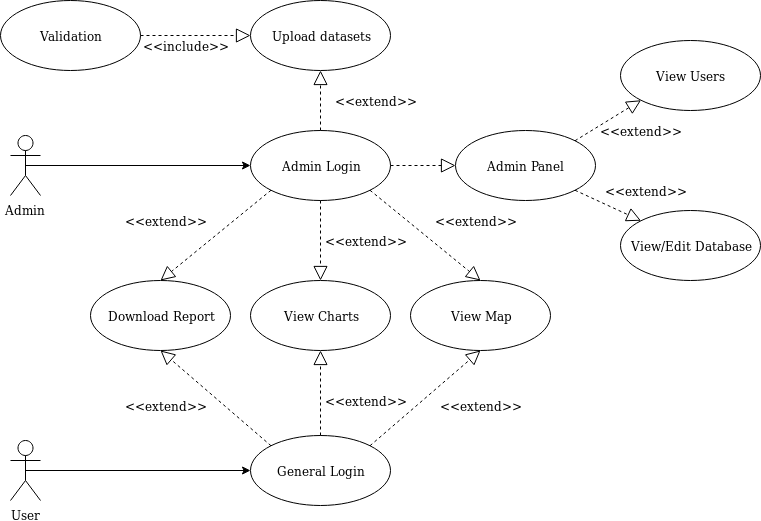 Validation
<<include>>
Upload datasets
<<extend>>
View Users
<<extend>>
Admin
Admin Login
Admin Panel
<<extend>>
View/Edit Database
<<extend>>
<<extend>>
<<extend>>
Download Report
View Charts
View Map
<<extend>>
<<extend>>
<<extend>>
User
General Login